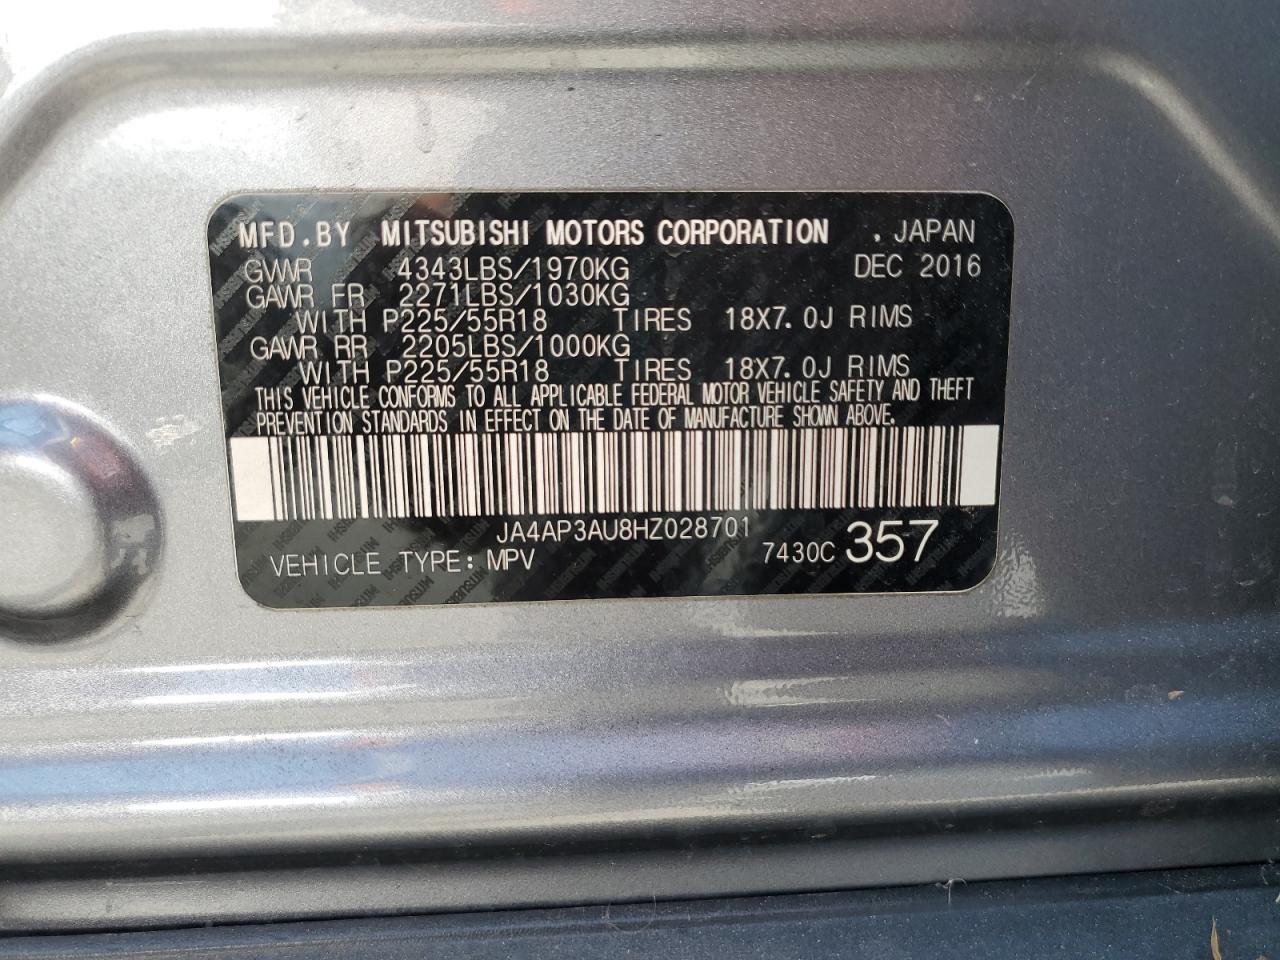 MFD.BY MITSUBISHI MOTORS CORPORATION . JAPAN
GVWR 4343LBS/1970KG DEC 2016
GAWR FR 2271LBS/1030KG
WITH P225/55R18 TIRES 18X7.0J RIMS
GAWR RR 2205LBS/1000KG
WITH P225/55R18 TIRES 18X7.0J RIMS
THIS VEHICLE CONFORMS TO ALL APPLICABLE FEDERAL MOTOR VEHICLE SAFETY AND THEFT
PREVENTION STANDARDS IN EFFECT ON THE DATE OF MANUFACTURE SHOWN ABOVE.
JA4AP3AU8HZ028701
VEHICLE TYPE: MPV 7430C 357